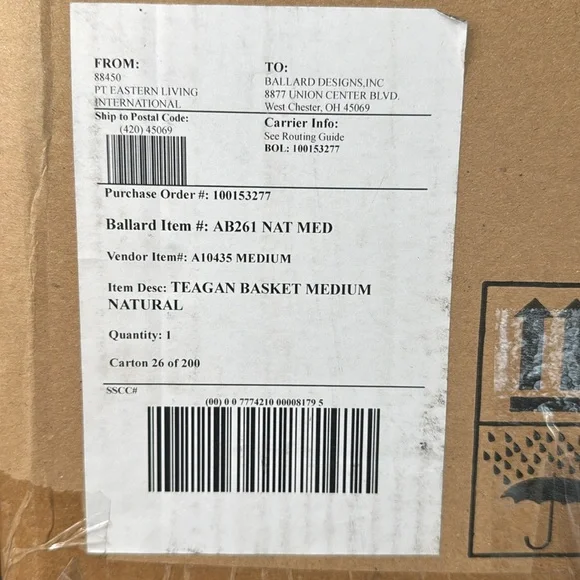 FROM:
88450
PT EASTERN LIVING
INTERNATIONAL
Ship to Postal Code:
(420) 45069
TO:
BALLARD DESIGNS,INC
8877 UNION CENTER BLVD.
West Chester, OH 45069
Carrier Info:
See Routing Guide
BOL: 100153277
Purchase Order #: 100153277
Ballard Item #: AB261 NAT MED
Vendor Item#: A10435 MEDIUM
Item Desc: TEAGAN BASKET MEDIUM
NATURAL
Quantity: 1
Carton 26 of 200
SSCC#
(00) 0 0 7774210 00008179 5